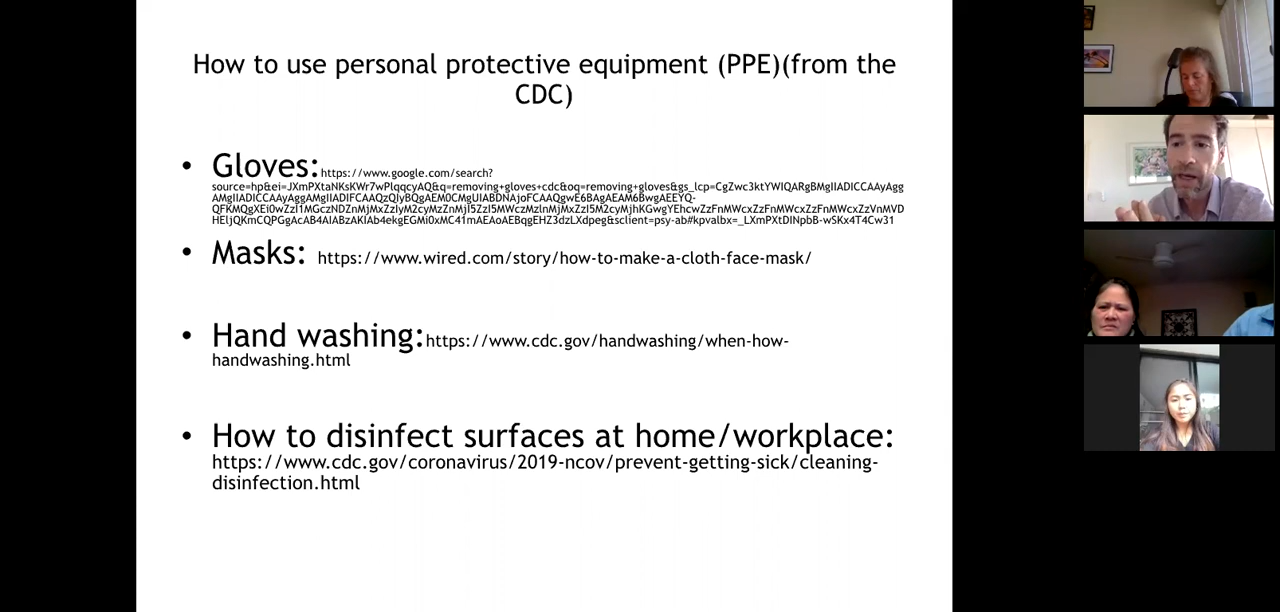 How to use personal protective equipment (PPE)(from the
CDC)
• Gloves:https://www.google.com/search?
• Masks: https://www.wired.com/story/how-to-make-a-cloth-face-mask/
• Hand washing:https://www.cdc.gov/handwashing/when-how-
handwashing.html
• How to disinfect surfaces at home/workplace:
https://www.cdc.gov/coronavirus/2019-ncov/prevent-getting-sick/cleaning-
disinfection.html